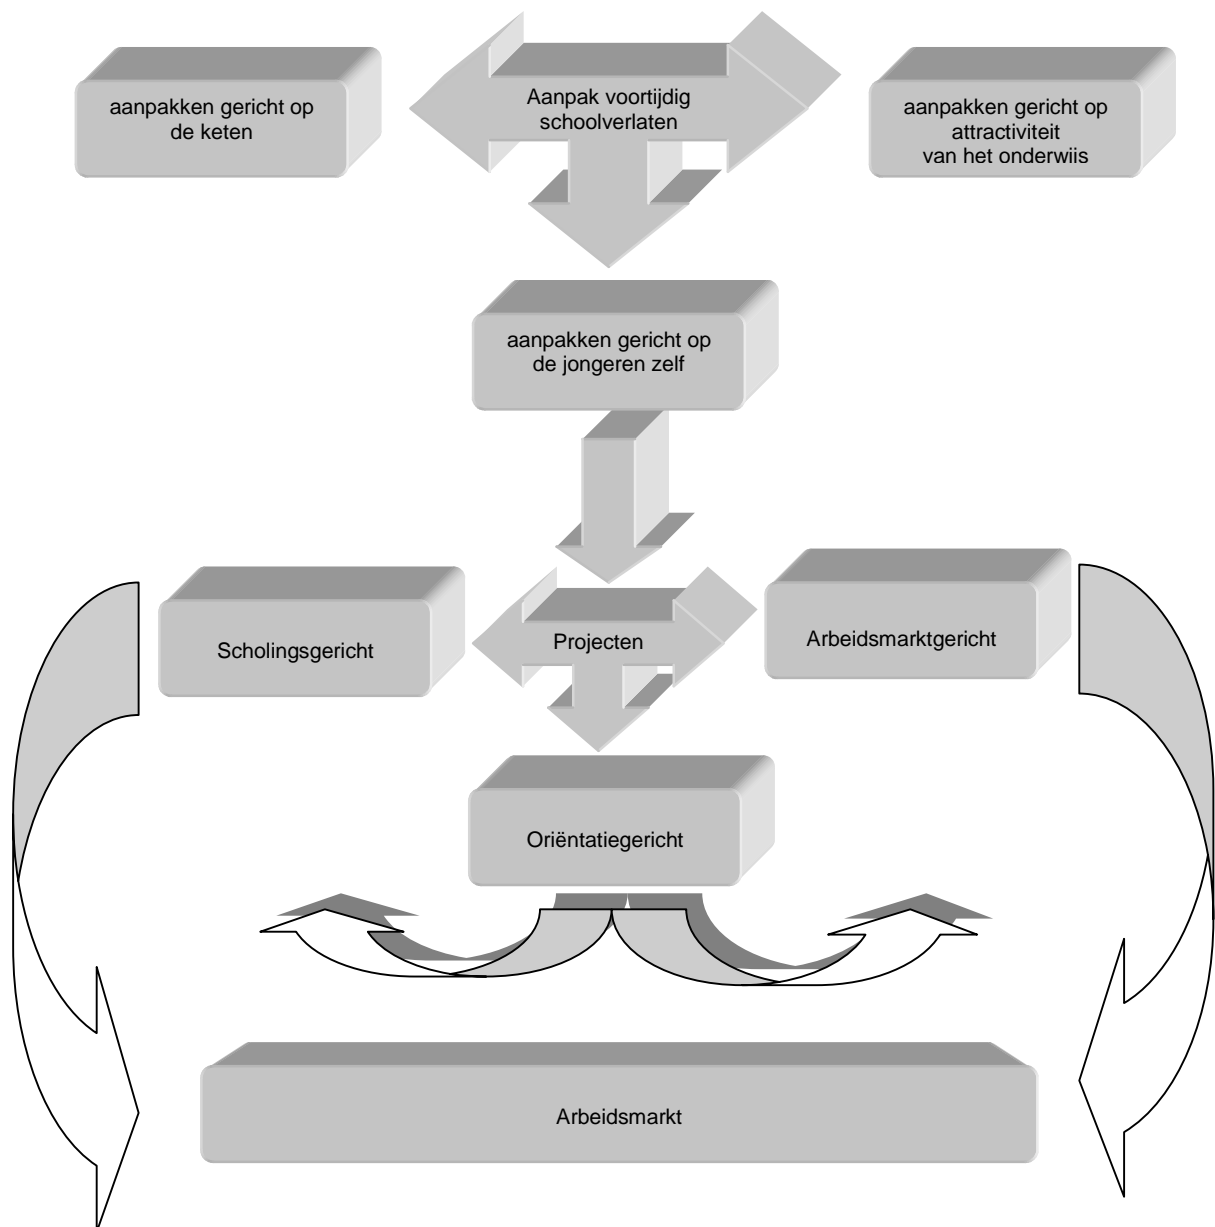 aanpakken gericht op
de keten
Aanpak voortijdig
schoolverlaten
aanpakken gericht op
attractiviteit
van het onderwiis
aanpakken gericht op
de jongeren zelf
Scholingsgericht
Projecten
Arbeidsmarktgericht
Oriëntatiegericht
Arbeidsmarkt